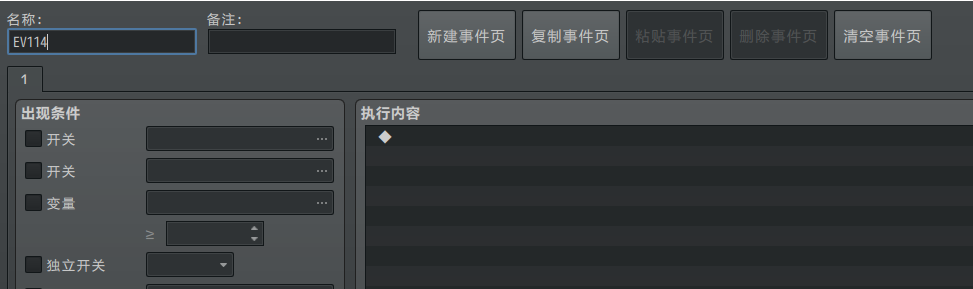 名称: 备注:
EV114
新建事件页 复制事件页 粘贴事件页 删除事件页 清空事件页
1
出现条件 执行内容
开关 ...
◆
开关 ...
变量 ...
≥
独立开关